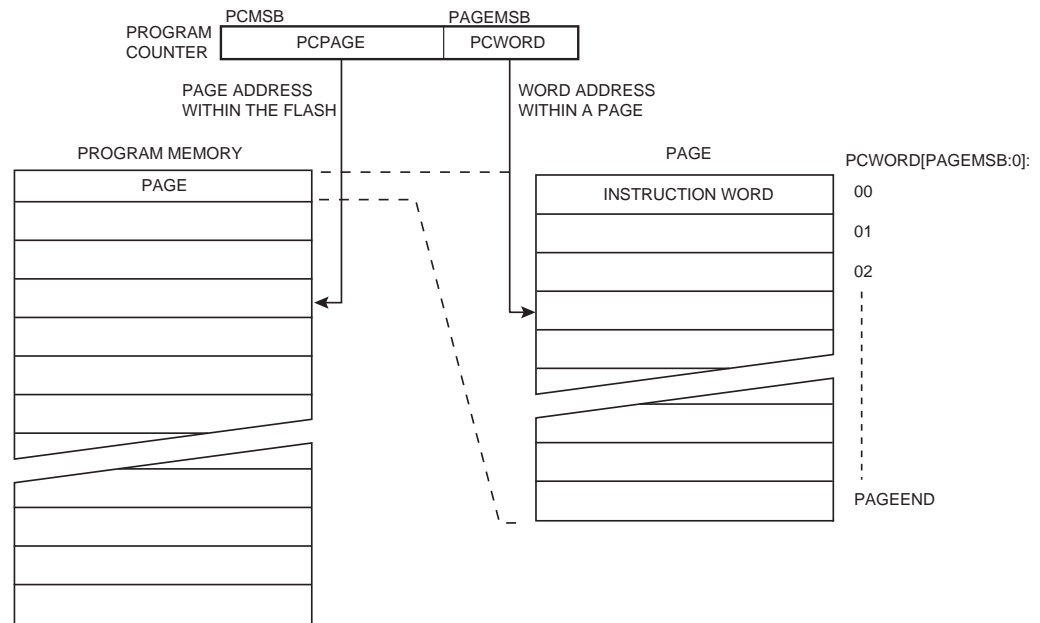 PCMSB
PAGEMSB
PROGRAM
COUNTER
PCPAGE
PCWORD
PAGE ADDRESS
WITHIN THE FLASH
WORD ADDRESS
WITHIN A PAGE
PROGRAM MEMORY
PAGE
PAGE
INSTRUCTION WORD
PCWORD[PAGEMSB:0]:
00
01
02
PAGEEND